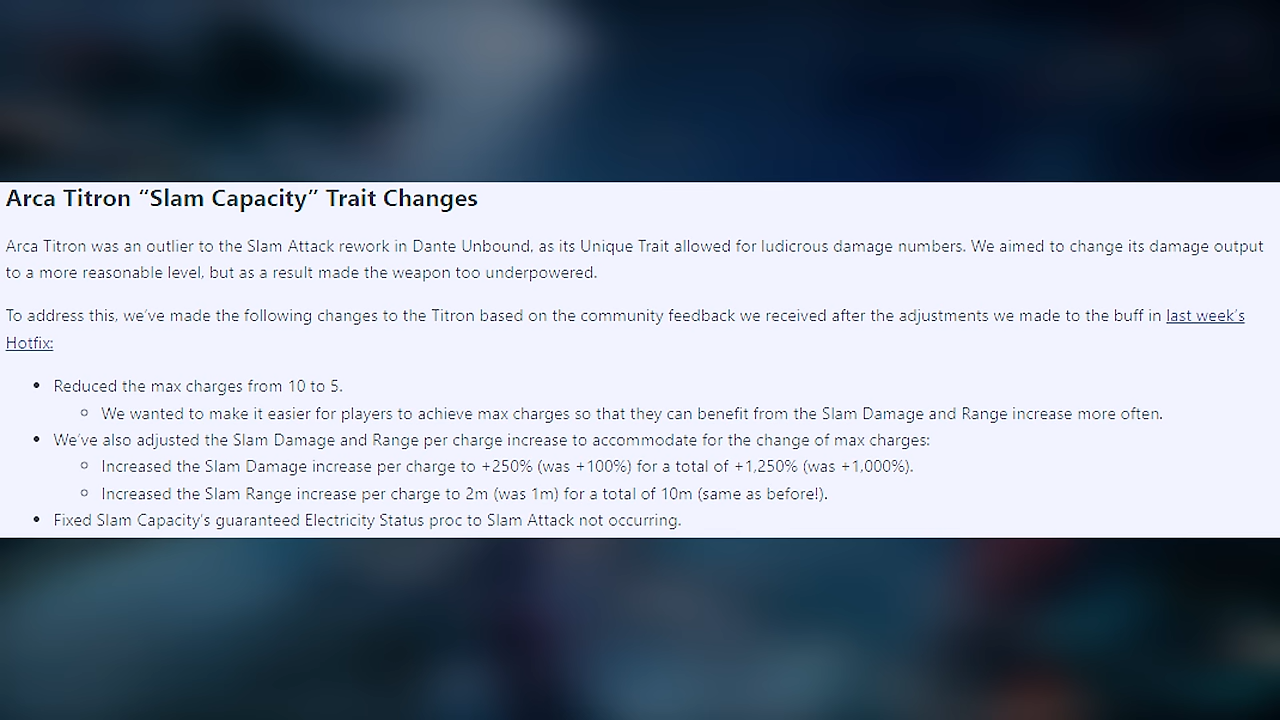 Arca Titron “Slam Capacity” Trait Changes
Arca Titron was an outlier to the Slam Attack rework in Dante Unbound, as its Unique Trait allowed for ludicrous damage numbers. We aimed to change its damage output
to a more reasonable level, but as a result made the weapon too underpowered.
To address this, we’ve made the following changes to the Titron based on the community feedback we received after the adjustments we made to the buff in last week’s
Hotfix:
• Reduced the max charges from 10 to 5.
○ We wanted to make it easier for players to achieve max charges so that they can benefit from the Slam Damage and Range increase more often.
• We’ve also adjusted the Slam Damage and Range per charge increase to accommodate for the change of max charges:
○ Increased the Slam Damage increase per charge to +250% (was +100%) for a total of +1,250% (was +1,000%).
○ Increased the Slam Range increase per charge to 2m (was 1m) for a total of 10m (same as before!).
• Fixed Slam Capacity’s guaranteed Electricity Status proc to Slam Attack not occurring.